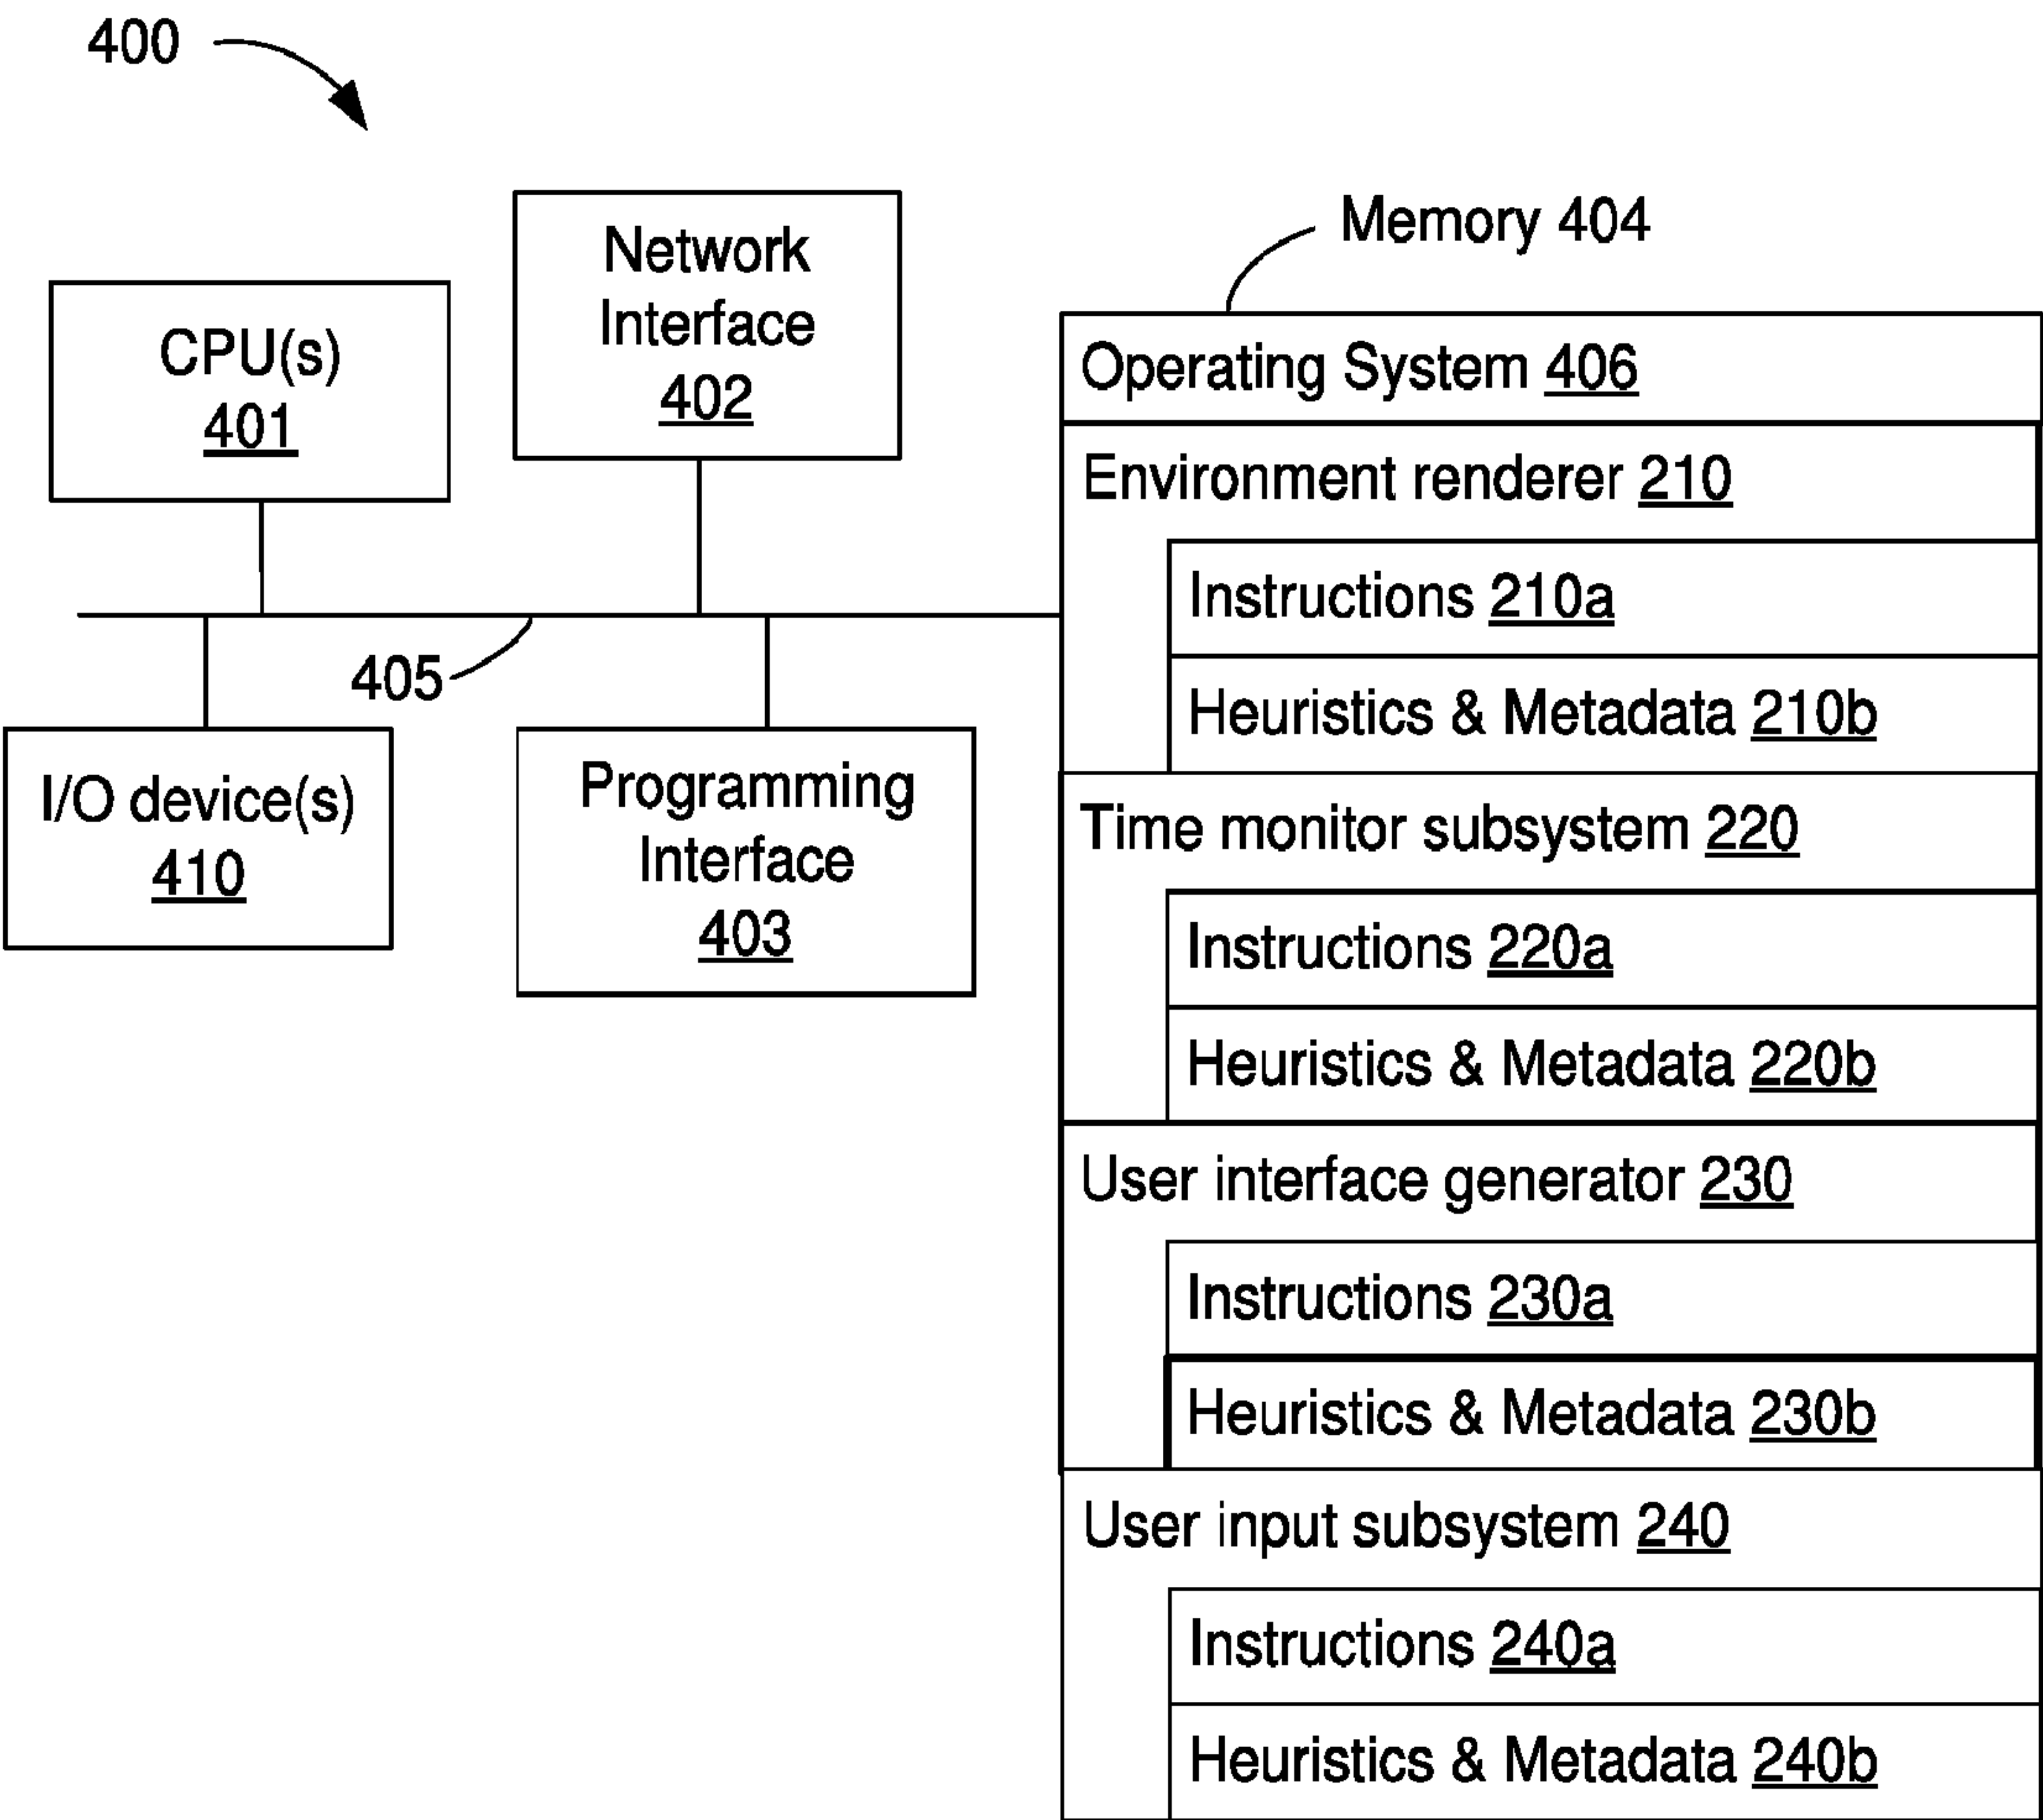 400
Network
Interface
402
CPU(s)
401
405
I/O device(s)
410
Programming
Interface
403
Memory 404
Operating System 406
Environment renderer 210
Instructions 210a
Heuristics & Metadata 210b
Time monitor subsystem 220
Instructions 220a
Heuristics & Metadata 220b
User interface generator 230
Instructions 230a
Heuristics & Metadata 230b
User input subsystem 240
Instructions 240a
Heuristics & Metadata 240b